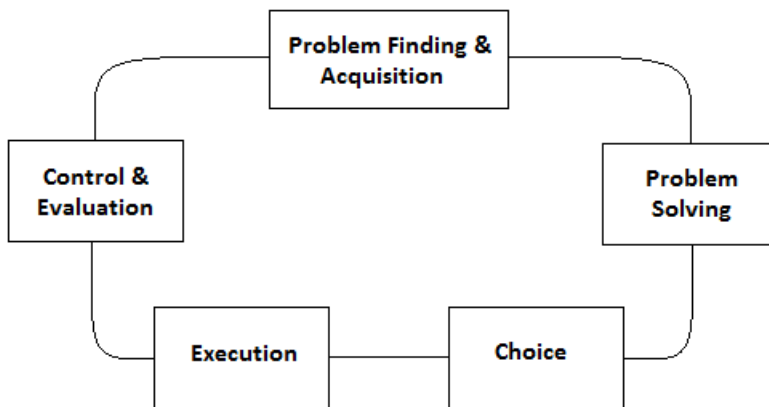 Problem Finding &
Acquisition
Control &
Evaluation
Problem
Solving
Execution
Choice